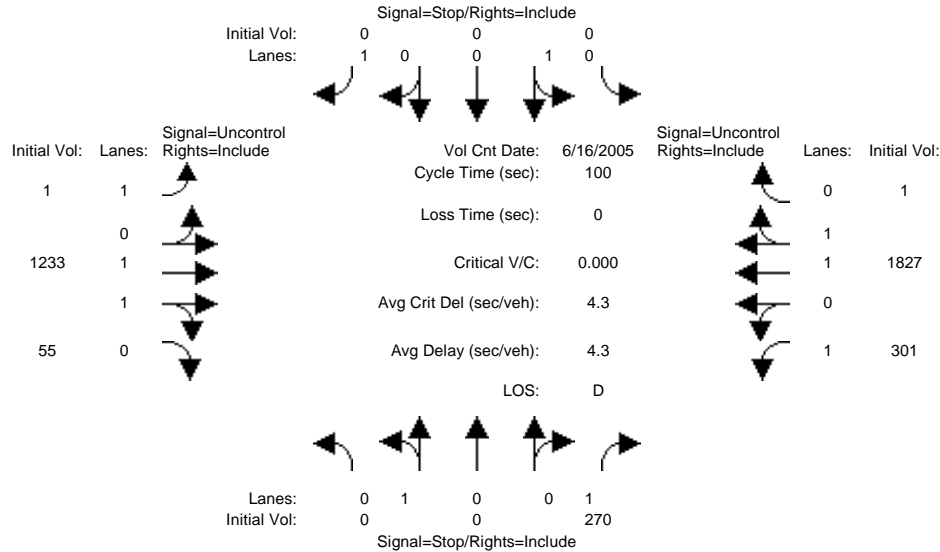 Signal=Stop/Rights=Include
Initial Vol: 0 0 0
Lanes: 1 0 0 1 0
Signal=Uncontrol Signal=Uncontrol
Initial Vol: Lanes: Rights=Include Vol Cnt Date: 6/16/2005 Rights=Include Lanes: Initial Vol:
Cycle Time (sec): 100
1 1 0 1
Loss Time (sec): 0
0 1
1233 1 Critical V/C: 0.000 1 1827
1 Avg Crit Del (sec/veh): 4.3 0
55 0 Avg Delay (sec/veh): 4.3 1 301
LOS: D
Lanes: 0 1 0 0 1
Initial Vol: 0 0 270
Signal=Stop/Rights=Include